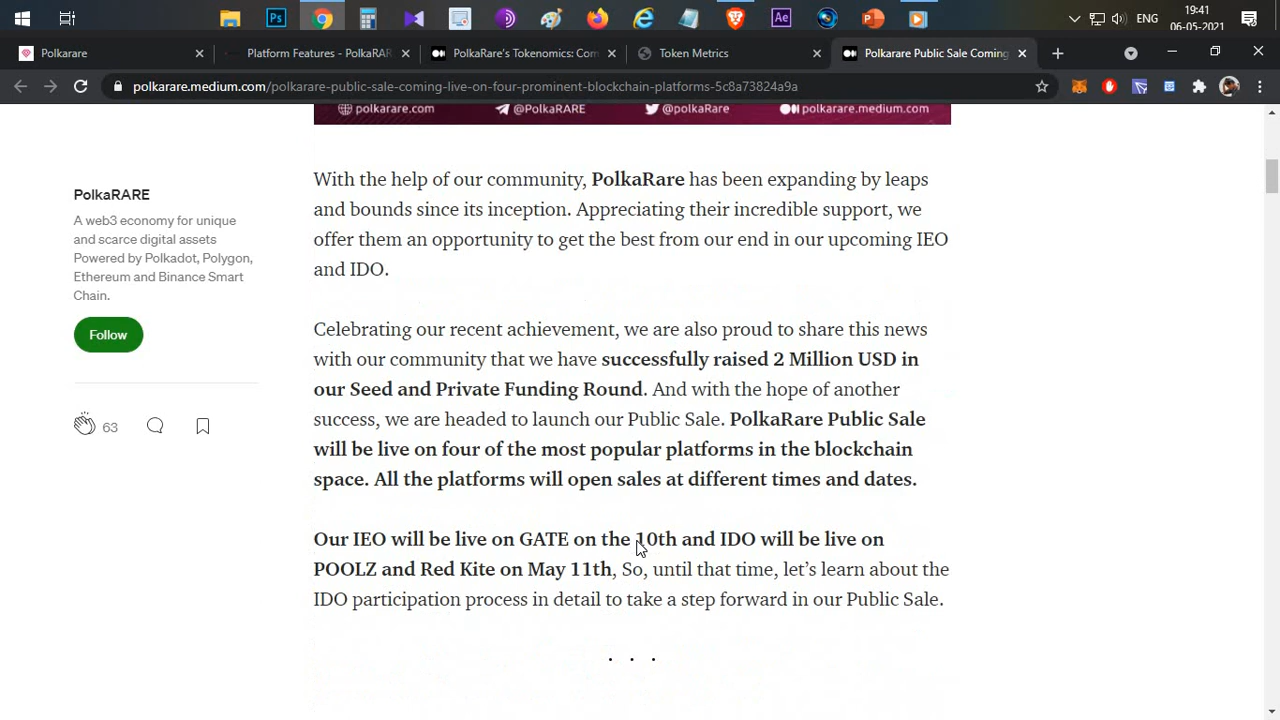 19:41
ENG
06-05-2021
Polkarare
Platform Features - PolkaRAR
PolkaRare's Tokenomics: Com
Token Metrics
Polkarare Public Sale Coming
polkarare.medium.com/polkarare-public-sale-coming-live-on-four-prominent-blockchain-platforms-5c8a73824a9a
polkarare.com
@PolkaRARE
@polkaRare
polkarare.medium.com
PolkaRARE
A web3 economy for unique
and scarce digital assets
Powered by Polkadot, Polygon,
Ethereum and Binance Smart
Chain.
Follow
63
With the help of our community, PolkaRare has been expanding by leaps
and bounds since its inception. Appreciating their incredible support, we
offer them an opportunity to get the best from our end in our upcoming IEO
and IDO.
Celebrating our recent achievement, we are also proud to share this news
with our community that we have successfully raised 2 Million USD in
our Seed and Private Funding Round. And with the hope of another
success, we are headed to launch our Public Sale. PolkaRare Public Sale
will be live on four of the most popular platforms in the blockchain
space. All the platforms will open sales at different times and dates.
Our IEO will be live on GATE on the 10th and IDO will be live on
POOLZ and Red Kite on May 11th, So, until that time, let's learn about the
IDO participation process in detail to take a step forward in our Public Sale.
. . .